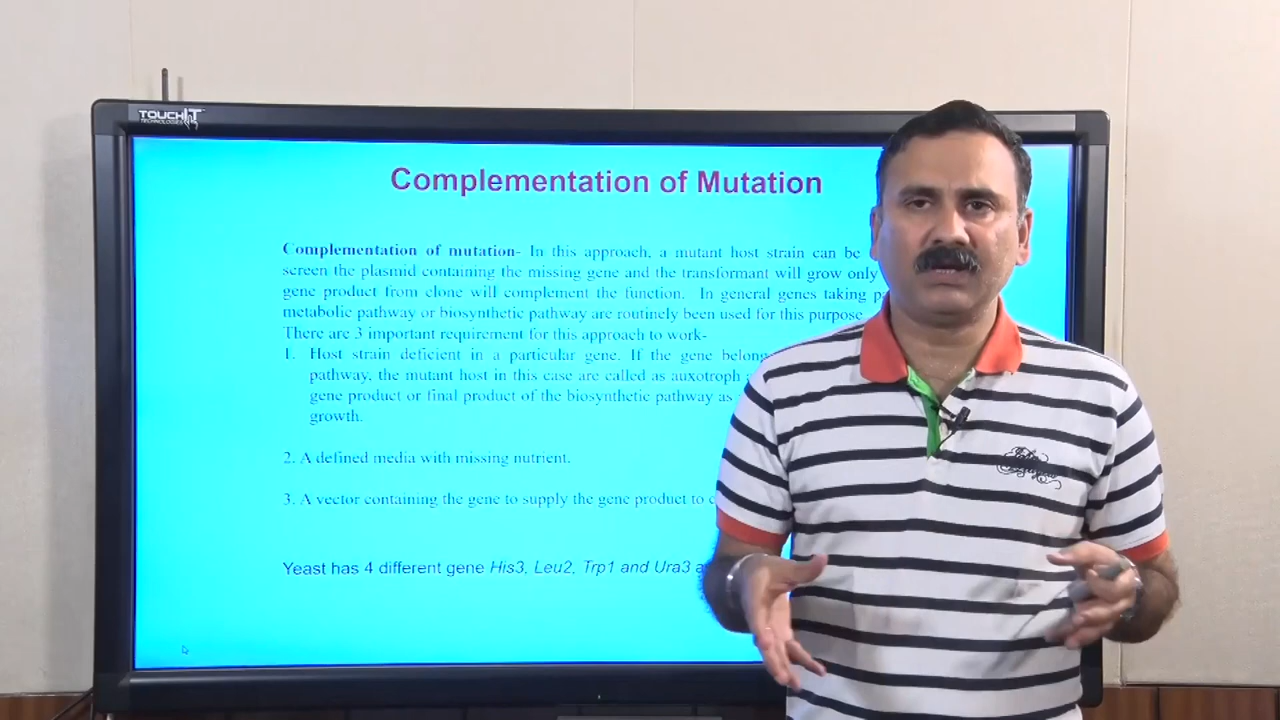 TOUCHIT
TECHNOLOGIES
Complementation of Mutation
Complementation of mutation- In this approach, a mutant host strain can be
screen the plasmid containing the missing gene and the transformant will grow only
gene product from clone will complement the function. In general genes taking
metabolic pathway or biosynthetic pathway are routinely been used for this purpose.
There are 3 important requirement for this approach to work-
1. Host strain deficient in a particular gene. If the gene belong
pathway, the mutant host in this case are called as auxotroph
gene product or final product of the biosynthetic pathway as
growth.
2. A defined media with missing nutrient.
3. A vector containing the gene to supply the gene product to
Yeast has 4 different gene His3, Leu2, Trp1 and Ura3